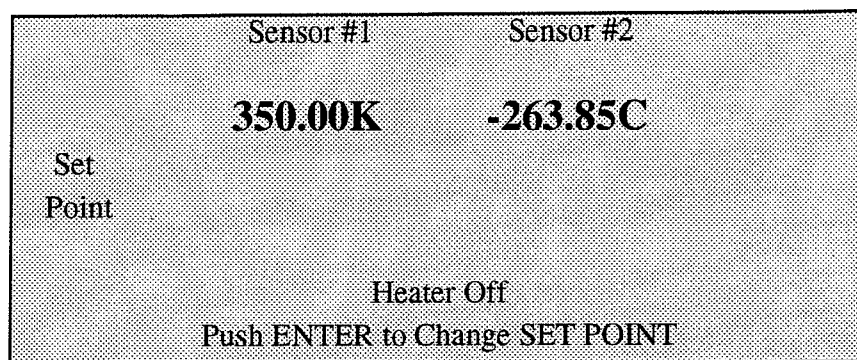 Sensor #1 Sensor #2
350.00K -263.85C
Set
Point
Heater Off
Push ENTER to Change SET POINT